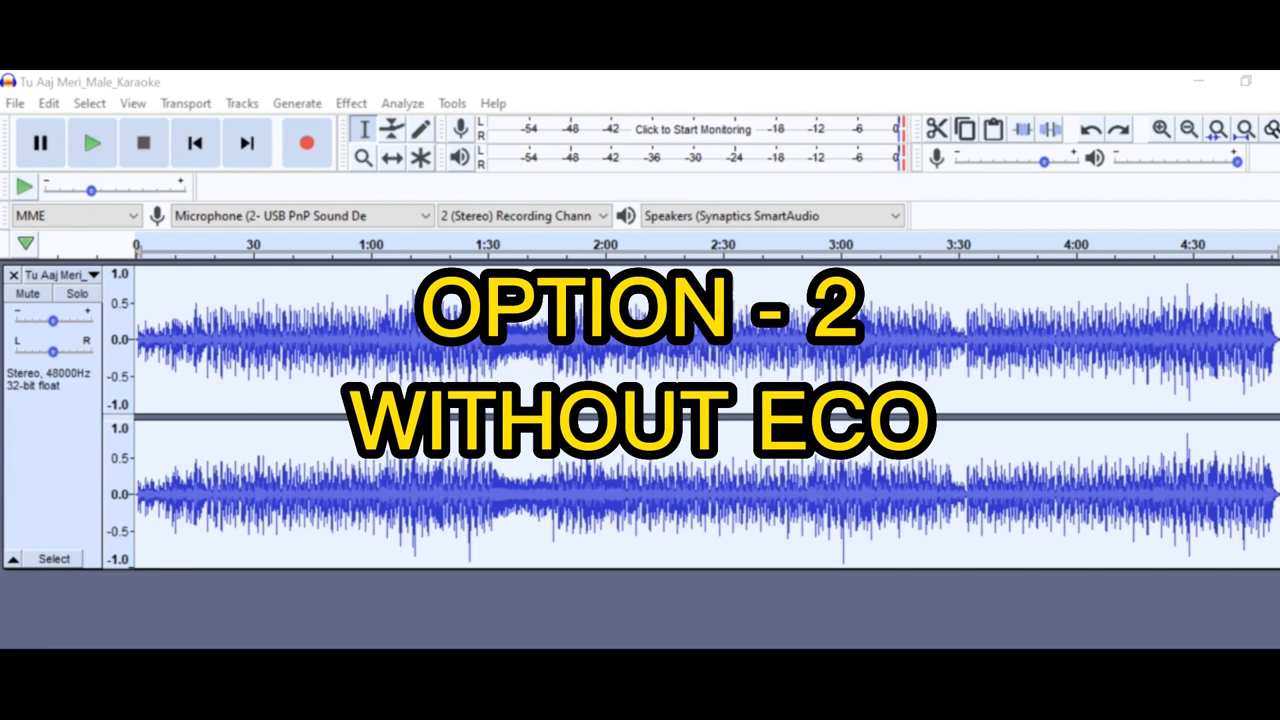 Tu Aaj Meri_Male_Karaoke
File Edit Select View Transport Tracks Generate Effect Analyze Tools Help
L -54 -48 -42 Click to Start Monitoring -18 -12 -6 0
R
L -54 -48 -42 -36 -30 -24 -18 -12 -6 0
R
MME Microphone (2- USB PnP Sound De 2 (Stereo) Recording Chann Speakers (Synaptics SmartAudio
0 30 1:00 1:30 2:00 2:30 3:00 3:30 4:00 4:30
Tu Aaj Meri_ 1.0
Mute Solo
0.5
OPTION - 2
L R 0.0
Stereo, 48000Hz -0.5
32-bit float
-1.0
WITHOUT ECO
1.0
0.5
0.0
-0.5
Select -1.0